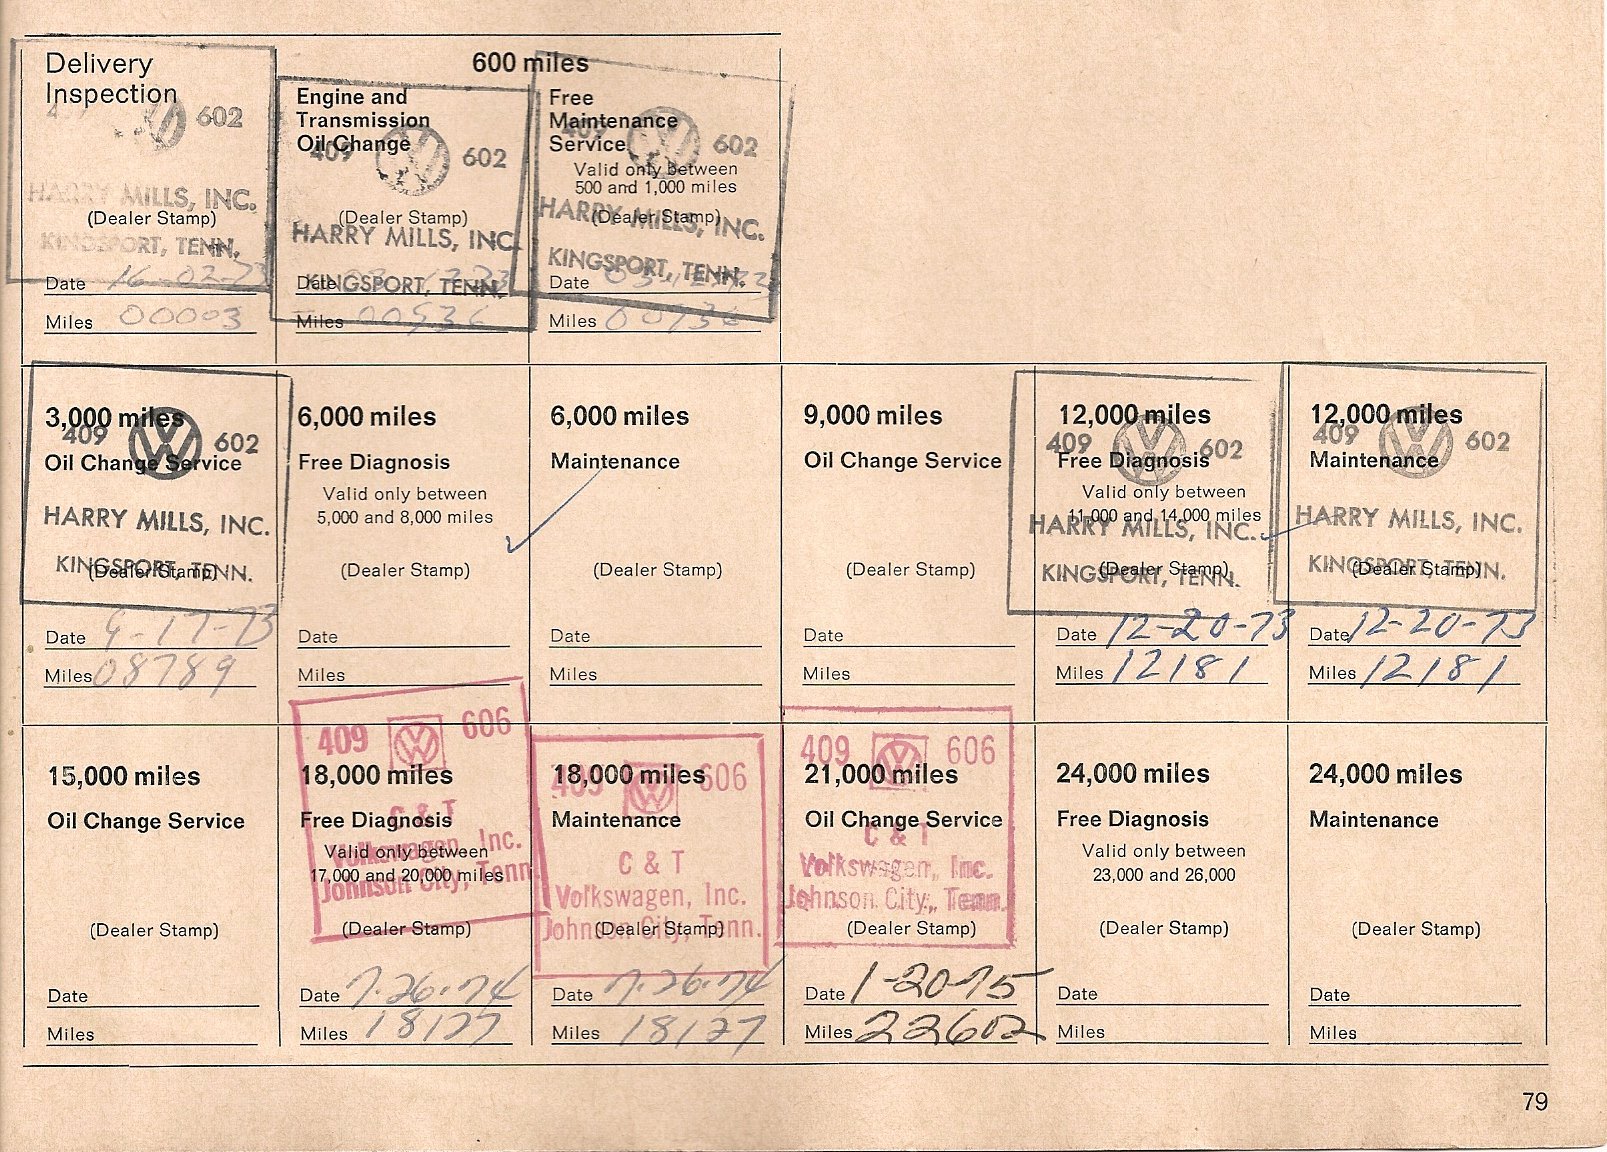 Delivery
Inspection
409 602
HARRY MILLS, INC.
(Dealer Stamp)
KINGSPORT, TENN.
Date 16-02-73
Miles 00003
600 miles
Engine and
Transmission
Oil Change
409 602
(Dealer Stamp)
HARRY MILLS, INC.
KINGSPORT, TENN.
Date
Miles
Free
Maintenance
Service
409 602
Valid only between
500 and 1,000 miles
HARRY MILLS, INC.
(Dealer Stamp)
KINGSPORT, TENN.
Date
Miles
3,000 miles
409 602
Oil Change Service
HARRY MILLS, INC.
KINGSPORT, TENN.
(Dealer Stamp)
Date 9-17-73
Miles 08789
6,000 miles
Free Diagnosis
Valid only between
5,000 and 8,000 miles
(Dealer Stamp)
Date
Miles
6,000 miles
Maintenance
(Dealer Stamp)
Date
Miles
9,000 miles
Oil Change Service
(Dealer Stamp)
Date
Miles
12,000 miles
409 602
Free Diagnosis
Valid only between
11,000 and 14,000 miles
HARRY MILLS, INC.
(Dealer Stamp)
KINGSPORT, TENN.
Date 12-20-73
Miles 12181
12,000 miles
409 602
Maintenance
HARRY MILLS, INC.
KINGSPORT, TENN.
(Dealer Stamp)
Date 12-20-73
Miles 12181
15,000 miles
Oil Change Service
(Dealer Stamp)
Date
Miles
409 606
18,000 miles
C & T
Free Diagnosis
Volkswagen, Inc.
Valid only between
17,000 and 20,000 miles
Johnson City, Tenn.
(Dealer Stamp)
Date 7.26.74
Miles 18127
18,000 miles
409 606
Maintenance
C & T
Volkswagen, Inc.
Johnson City, Tenn.
(Dealer Stamp)
Date 7.26.74
Miles 18127
409 606
21,000 miles
Oil Change Service
C & T
Volkswagen, Inc.
Johnson City, Tenn.
(Dealer Stamp)
Date 1-20-75
Miles 22602
24,000 miles
Free Diagnosis
Valid only between
23,000 and 26,000
(Dealer Stamp)
Date
Miles
24,000 miles
Maintenance
(Dealer Stamp)
Date
Miles
79